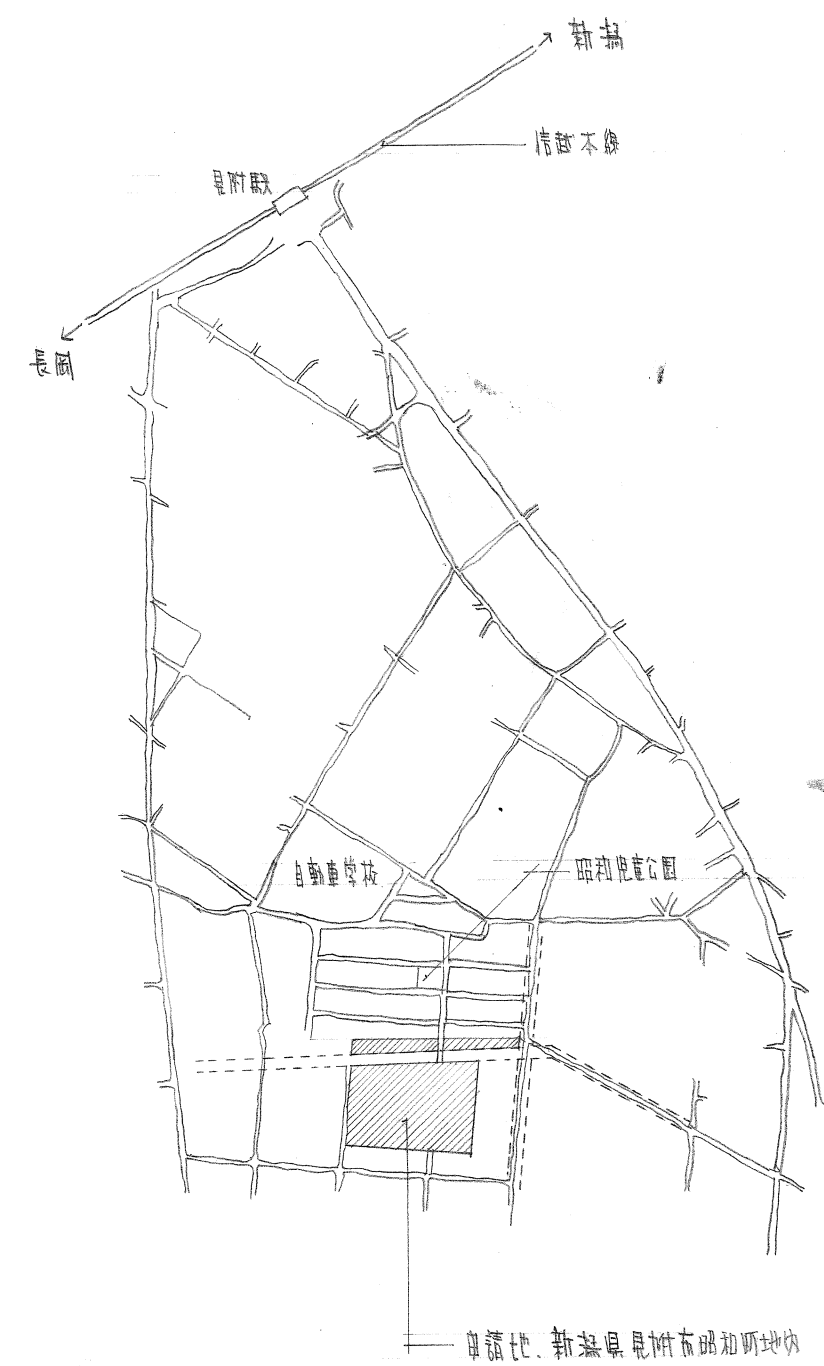 新潟
信越本線
見附駅
長岡
自動車学校
昭和児童公園
申請地、新潟県見附市昭和町地内